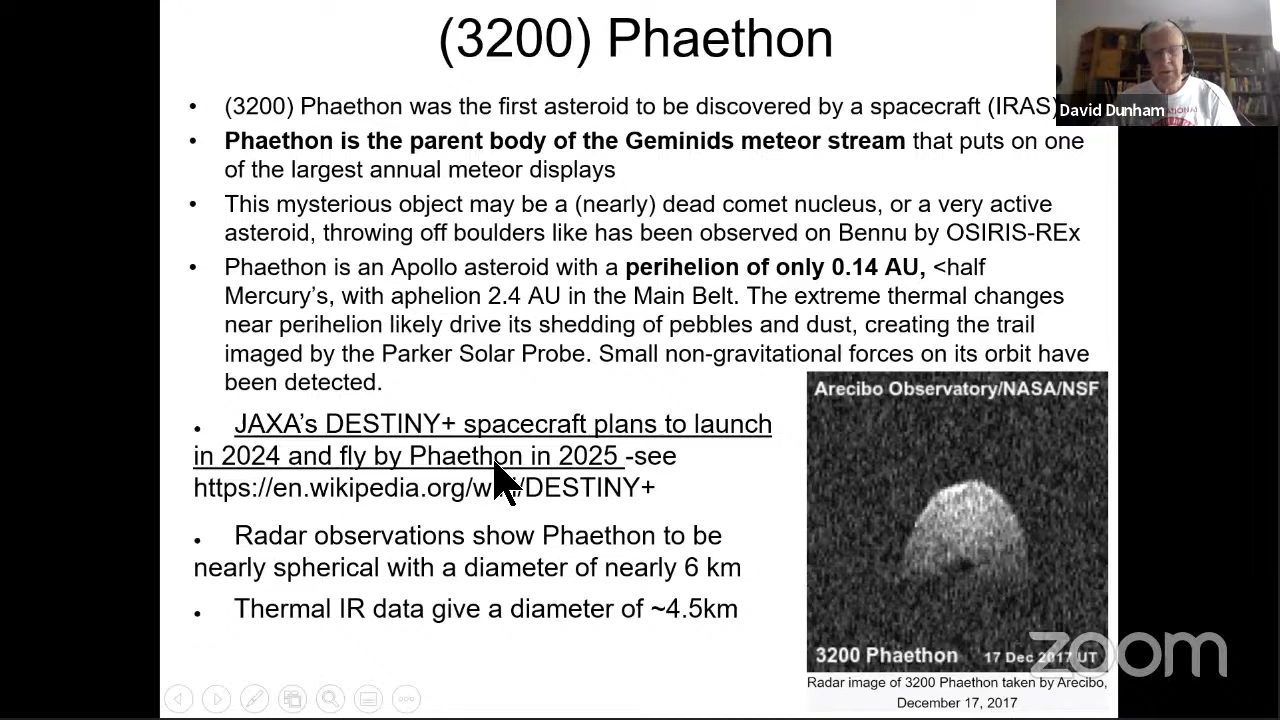 (3200) Phaethon
• (3200) Phaethon was the first asteroid to be discovered by a spacecraft (IRAS)
David Dunham
• Phaethon is the parent body of the Geminids meteor stream that puts on one
of the largest annual meteor displays
• This mysterious object may be a (nearly) dead comet nucleus, or a very active
asteroid, throwing off boulders like has been observed on Bennu by OSIRIS-REx
• Phaethon is an Apollo asteroid with a perihelion of only 0.14 AU, <half
Mercury's, with aphelion 2.4 AU in the Main Belt. The extreme thermal changes
near perihelion likely drive its shedding of pebbles and dust, creating the trail
imaged by the Parker Solar Probe. Small non-gravitational forces on its orbit have
been detected.
• JAXA's DESTINY+ spacecraft plans to launch
in 2024 and fly by Phaethon in 2025 -see
https://en.wikipedia.org/wiki/DESTINY+
• Radar observations show Phaethon to be
nearly spherical with a diameter of nearly 6 km
• Thermal IR data give a diameter of ~4.5km
Arecibo Observatory/NASA/NSF
3200 Phaethon 17 Dec 2017 UT
zoom
Radar image of 3200 Phaethon taken by Arecibo,
December 17, 2017